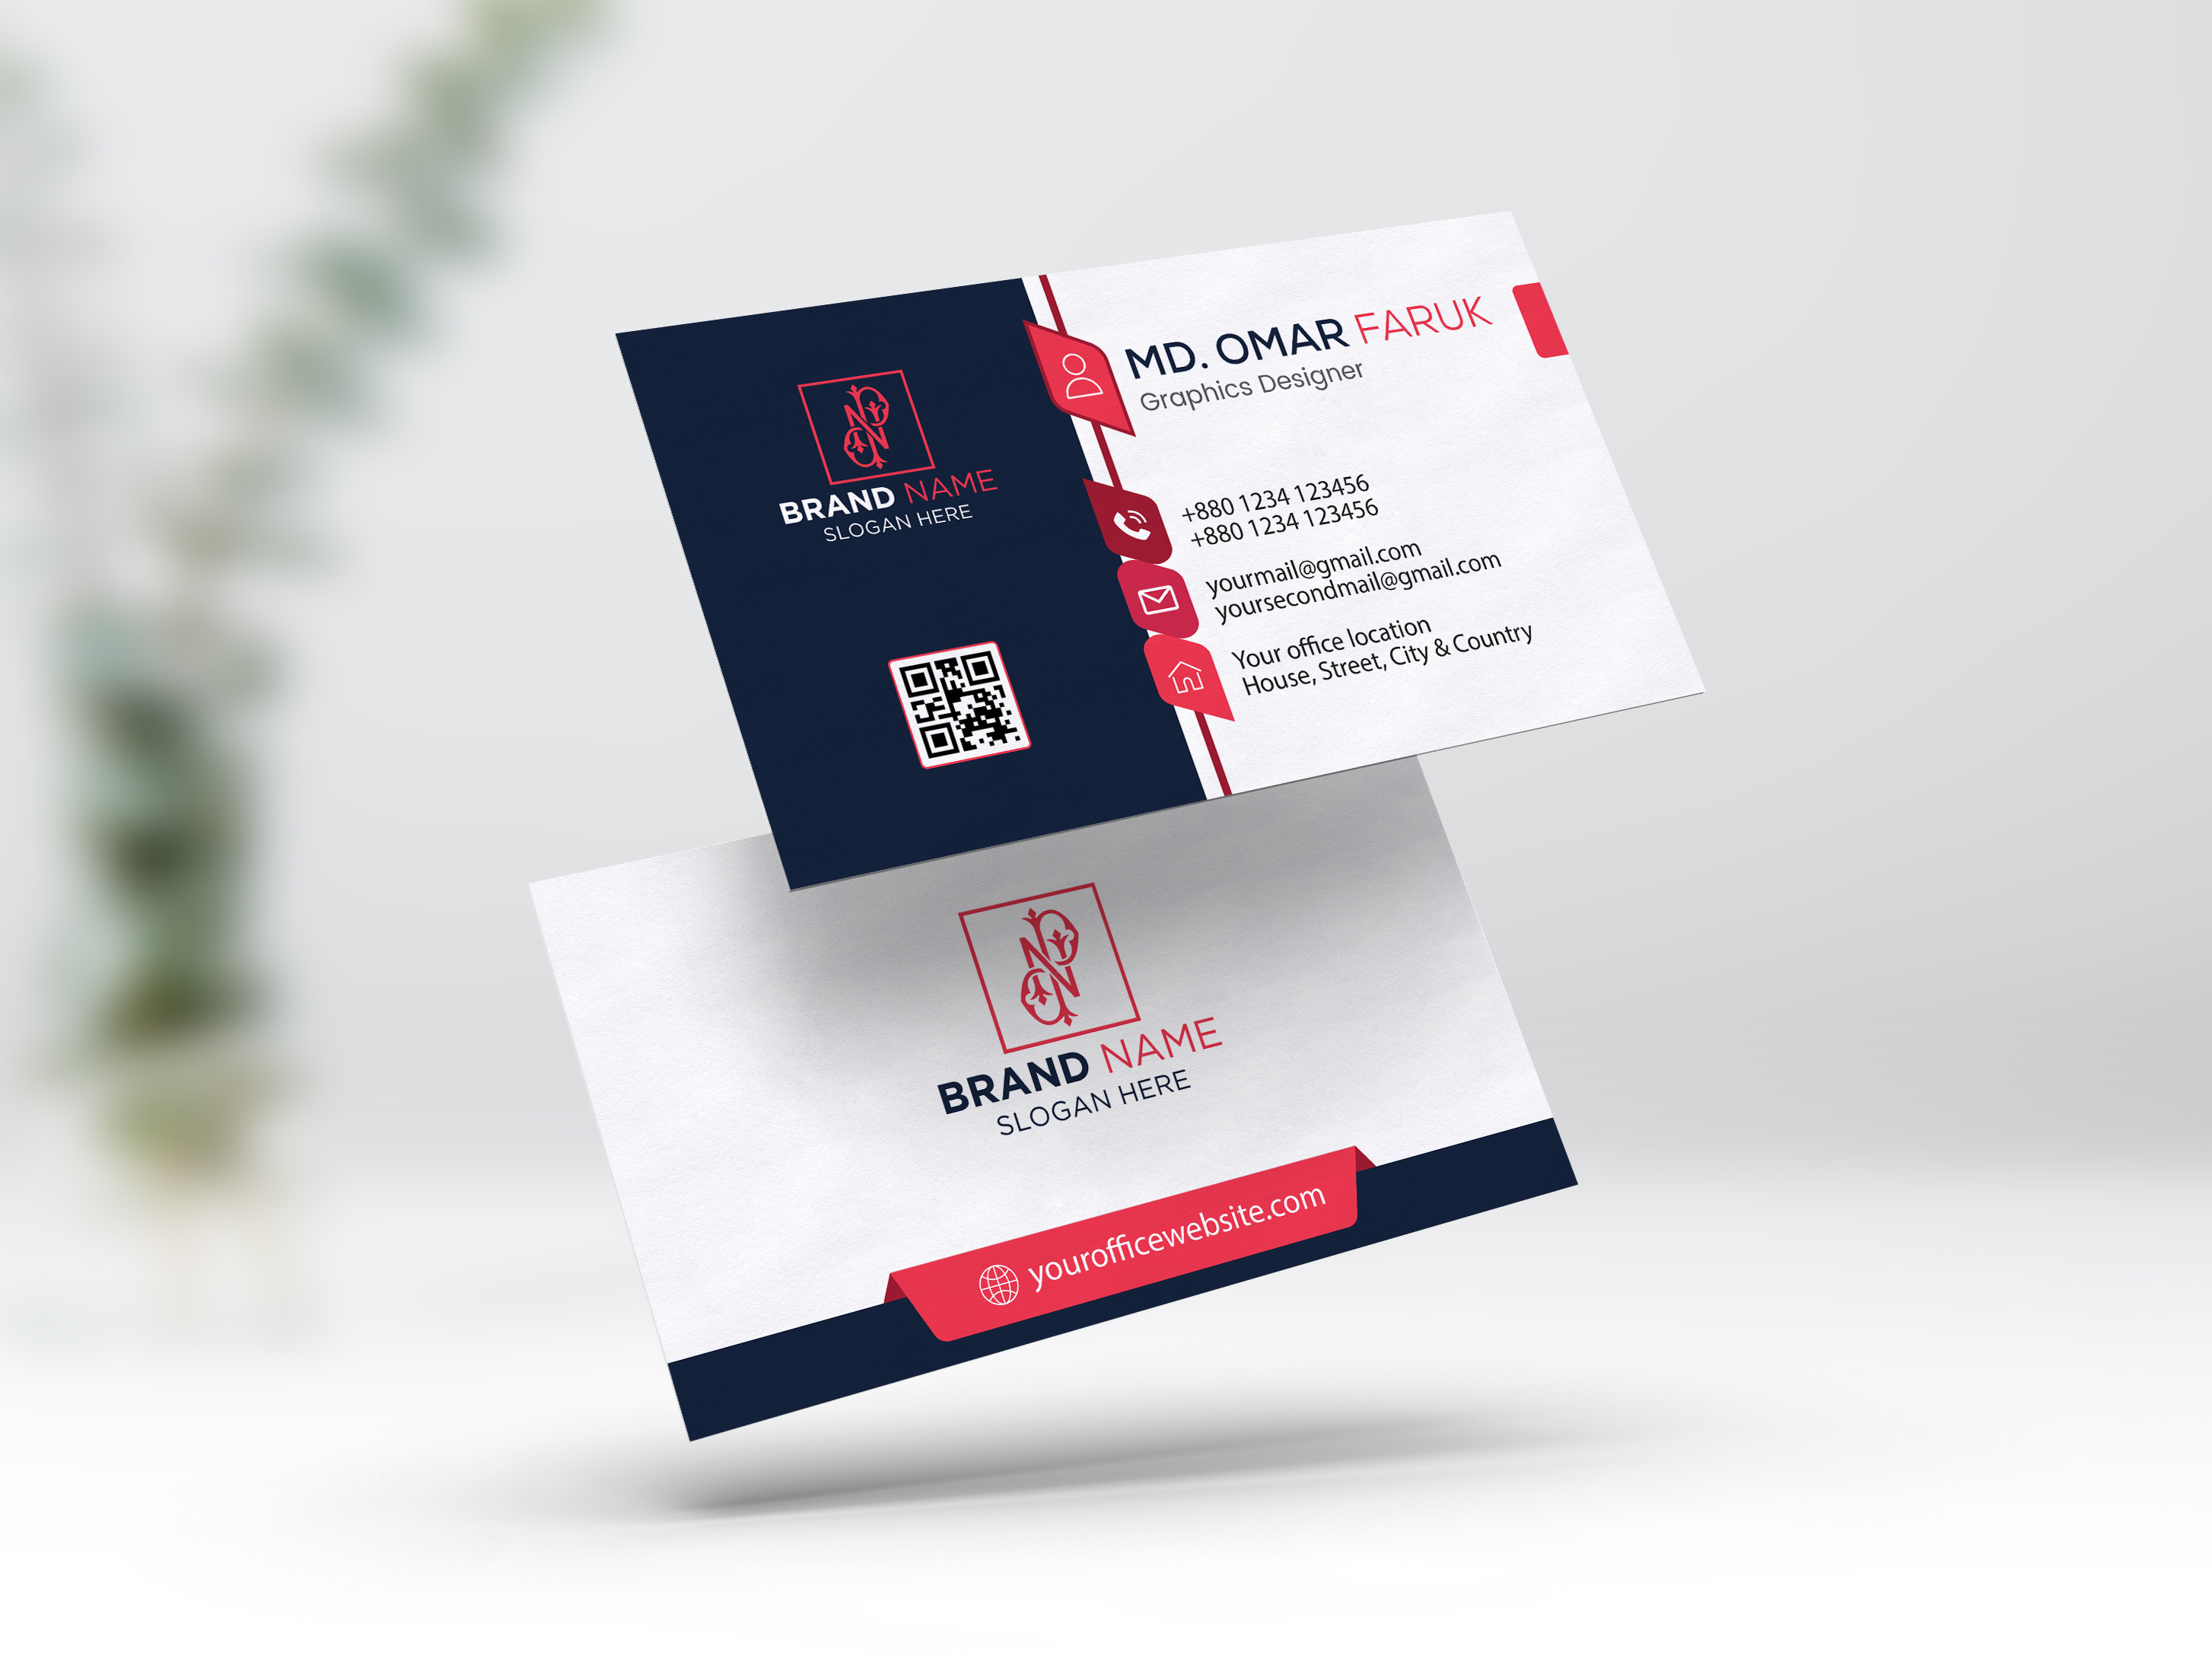 BRAND NAME
SLOGAN HERE
MD. OMAR FARUK
Graphics Designer
+880 1234 123456
+880 1234 123456
yourmail@gmail.com
yoursecondmail@gmail.com
Your office location
House, Street, City & Country
BRAND NAME
SLOGAN HERE
yourofficewebsite.com